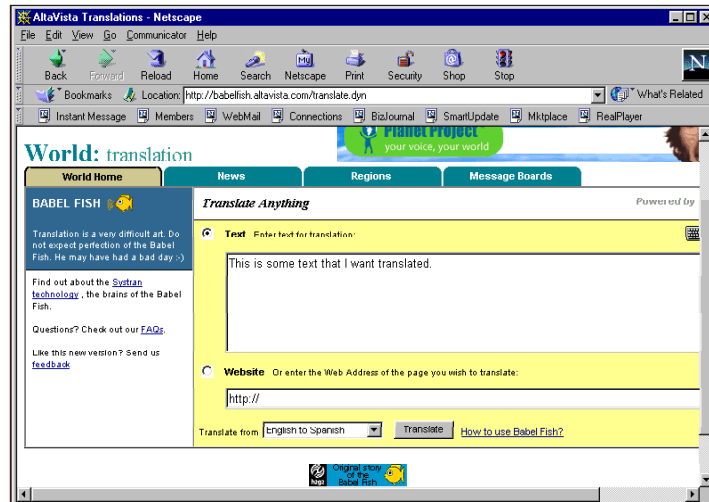 AltaVista Translations - Netscape
File Edit View Go Communicator Help
Back Forward Reload Home Search Netscape Print Security Shop Stop
My
N
Bookmarks Location: http://babelfish.altavista.com/translate.dyn What's Related
Instant Message Members WebMail Connections BizJournal SmartUpdate Mktplace RealPlayer
Planet Project
your voice, your world
World: translation
World Home News Regions Message Boards
BABEL FISH
Translation is a very difficult art. Do
not expect perfection of the Babel
Fish. He may have had a bad day :-)
Find out about the Systran
technology , the brains of the Babel
Fish.
Questions? Check out our FAQs.
Like this new version? Send us
feedback
Translate Anything Powered by
Text Enter text for translation:
This is some text that I want translated.
Website Or enter the Web Address of the page you wish to translate:
http://
Translate from English to Spanish Translate How to use Babel Fish?
h2g2
Original story
of the
Babel Fish